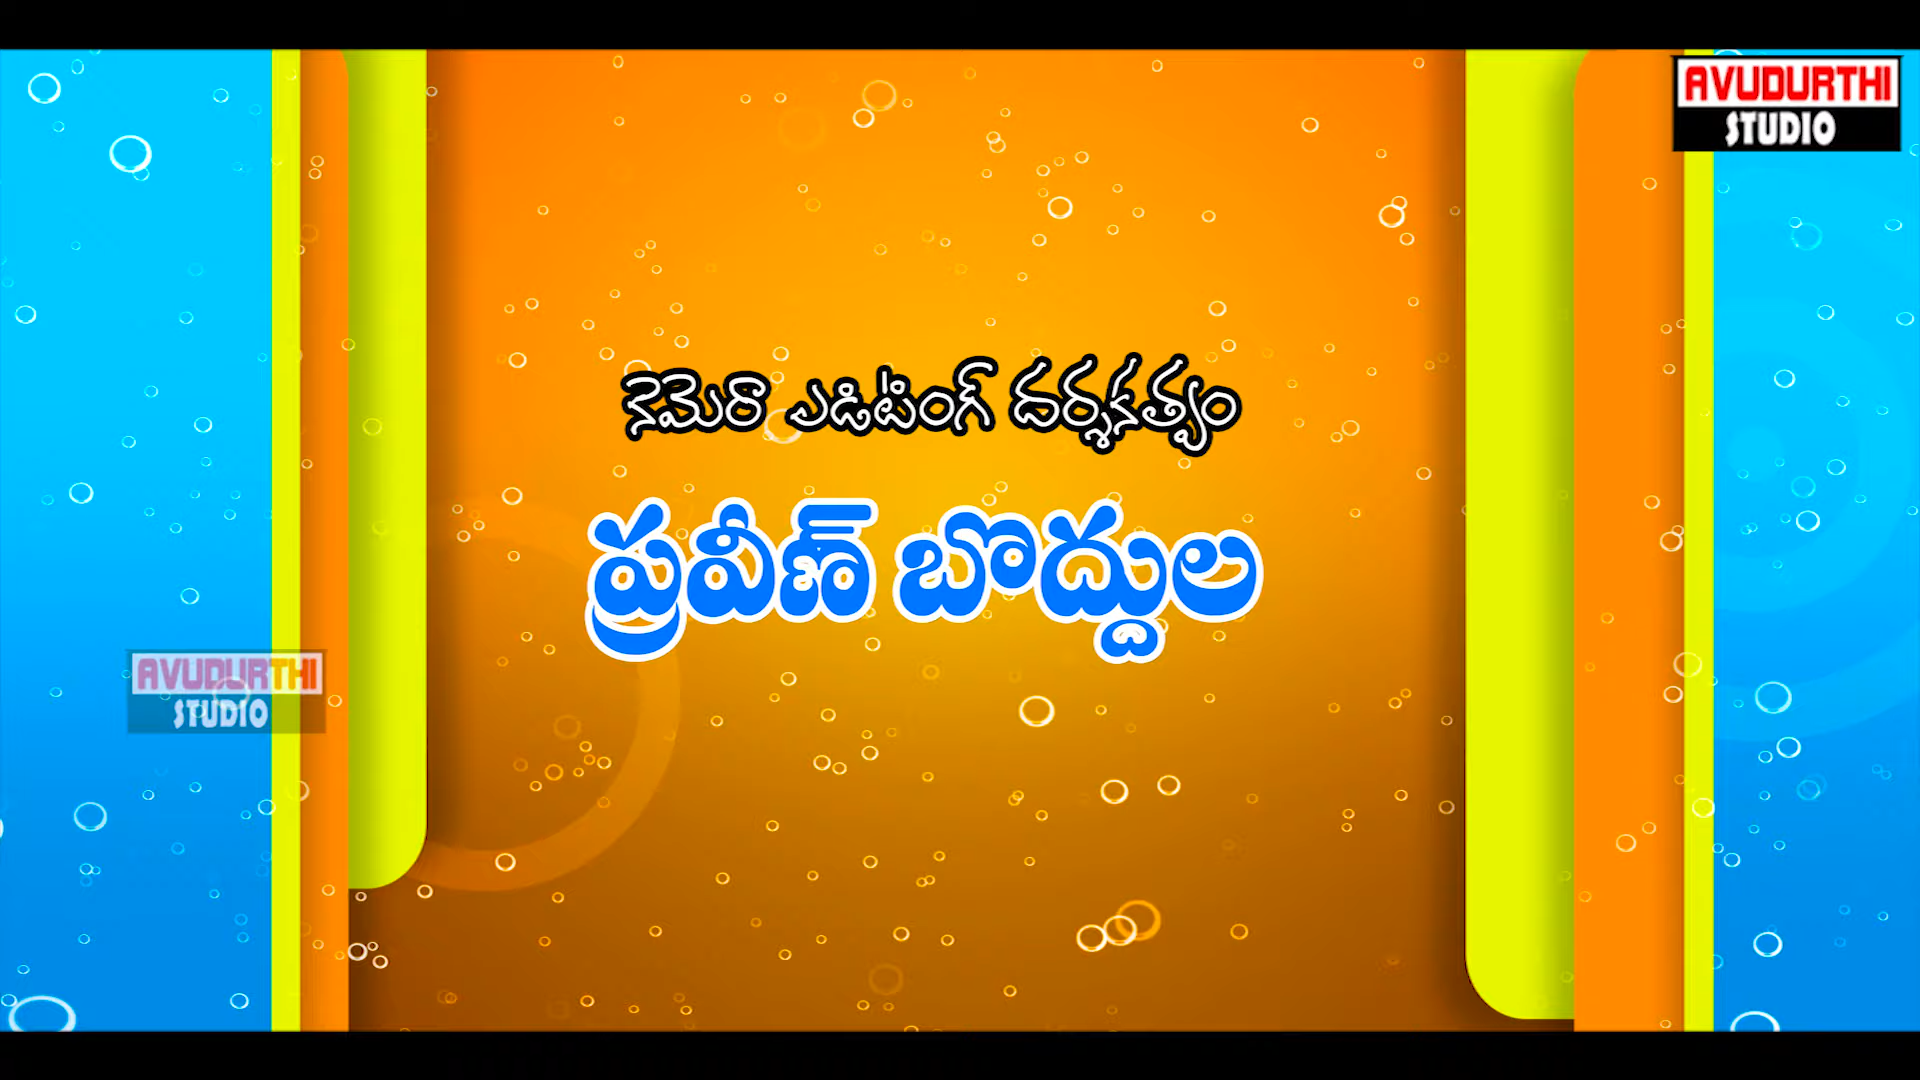 AVUDURTHI
STUDIO
కెమెరా ఎడిటింగ్ దర్శకత్వం
ప్రవీణ్ బొద్దుల
AVUDURTHI
STUDIO